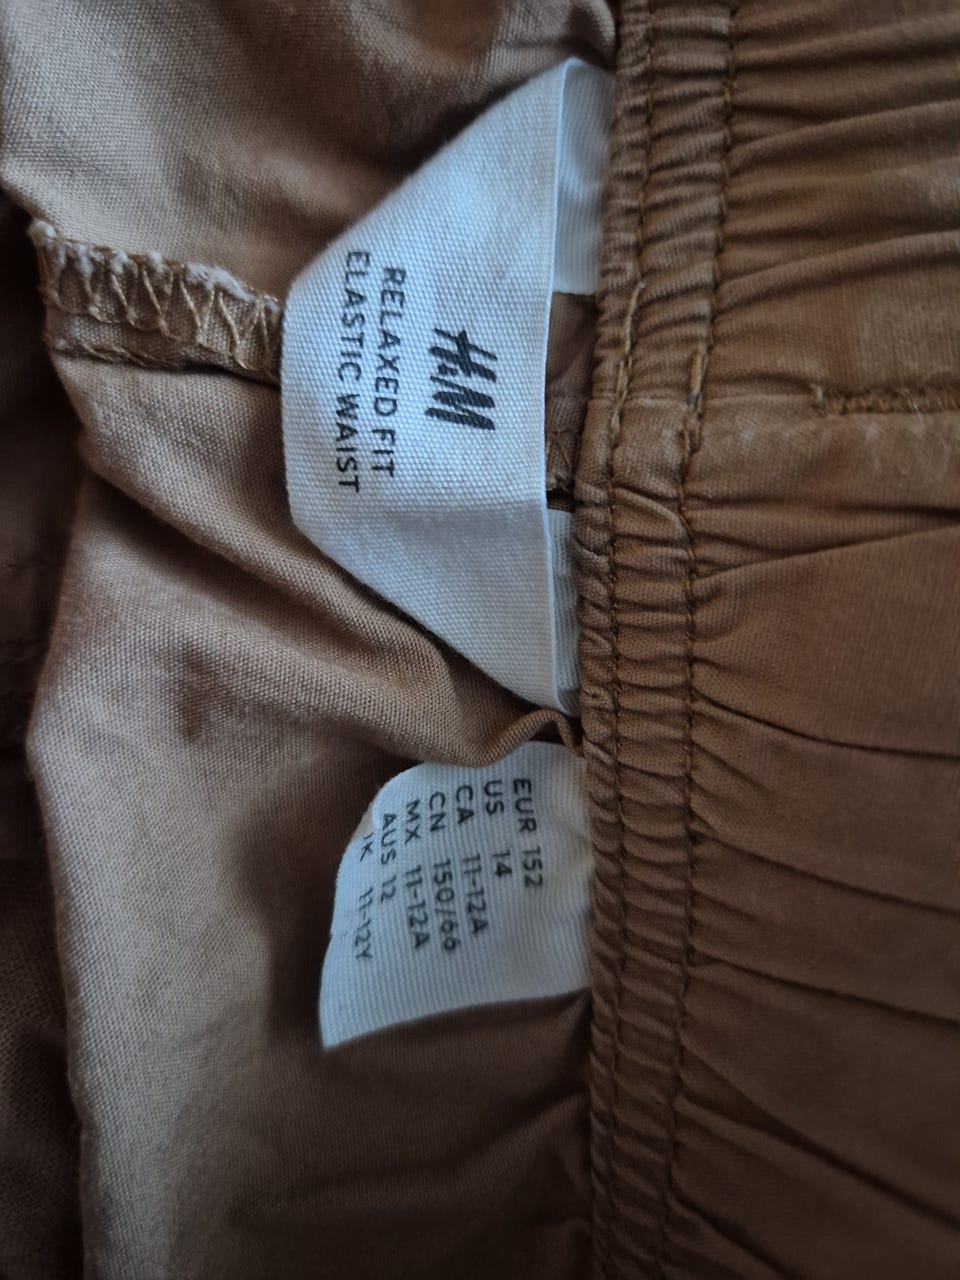 H&M
RELAXED FIT
ELASTIC WAIST
EUR 152
US 14
CA 11-12A
CN 150/66
MX 11-12A
AUS 12
11-12Y